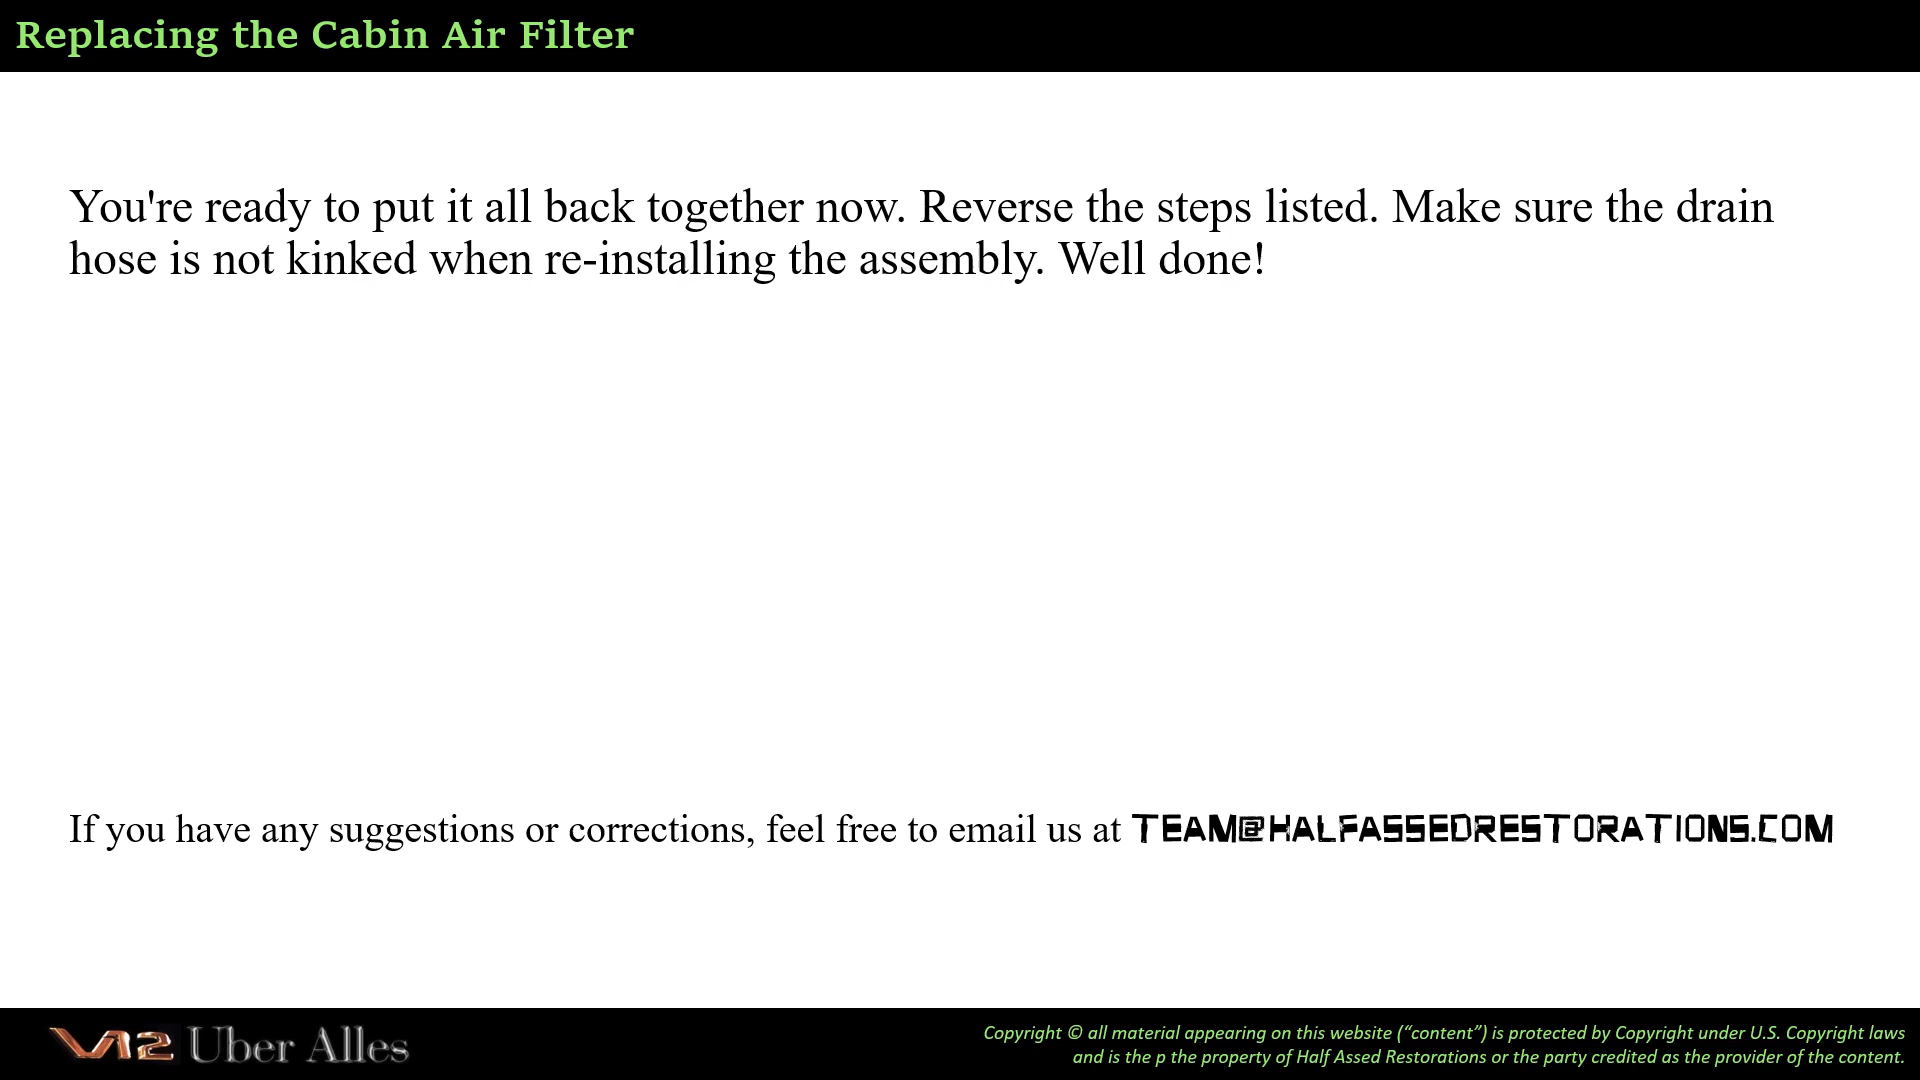 Replacing the Cabin Air Filter
You're ready to put it all back together now. Reverse the steps listed. Make sure the drain
hose is not kinked when re-installing the assembly. Well done!
If you have any suggestions or corrections, feel free to email us at TEAM@HALFASSEDRESTORATIONS.COM
V12 Uber Alles
Copyright © all material appearing on this website (“content”) is protected by Copyright under U.S. Copyright laws
and is the p the property of Half Assed Restorations or the party credited as the provider of the content.